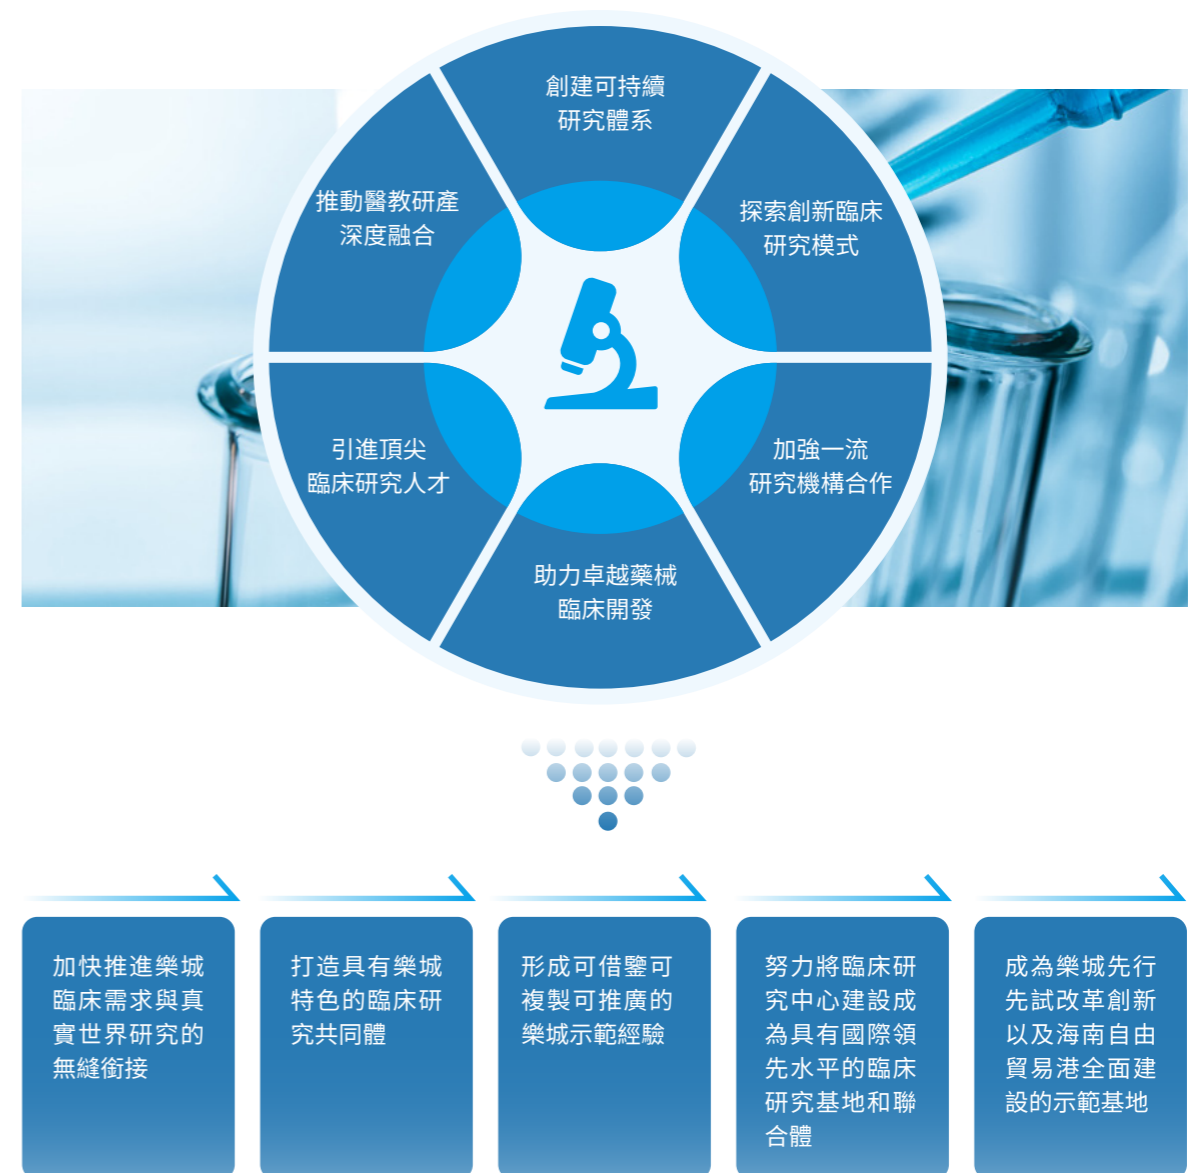 創建可持續
研究體系
推動醫教研產
深度融合
探索創新臨床
研究模式
引進頂尖
臨床研究人才
加強一流
研究機構合作
助力卓越藥械
臨床開發
加快推進樂城
臨床需求與真
實世界研究的
無縫銜接
打造具有樂城
特色的臨床研
究共同體
形成可借鑒可
複製可推廣的
樂城示範經驗
努力將臨床研
究中心建設成
為具有國際領
先水平的臨床
研究基地和聯
合體
成為樂城先行
先試改革創新
以及海南自由
貿易港全面建
設的示範基地